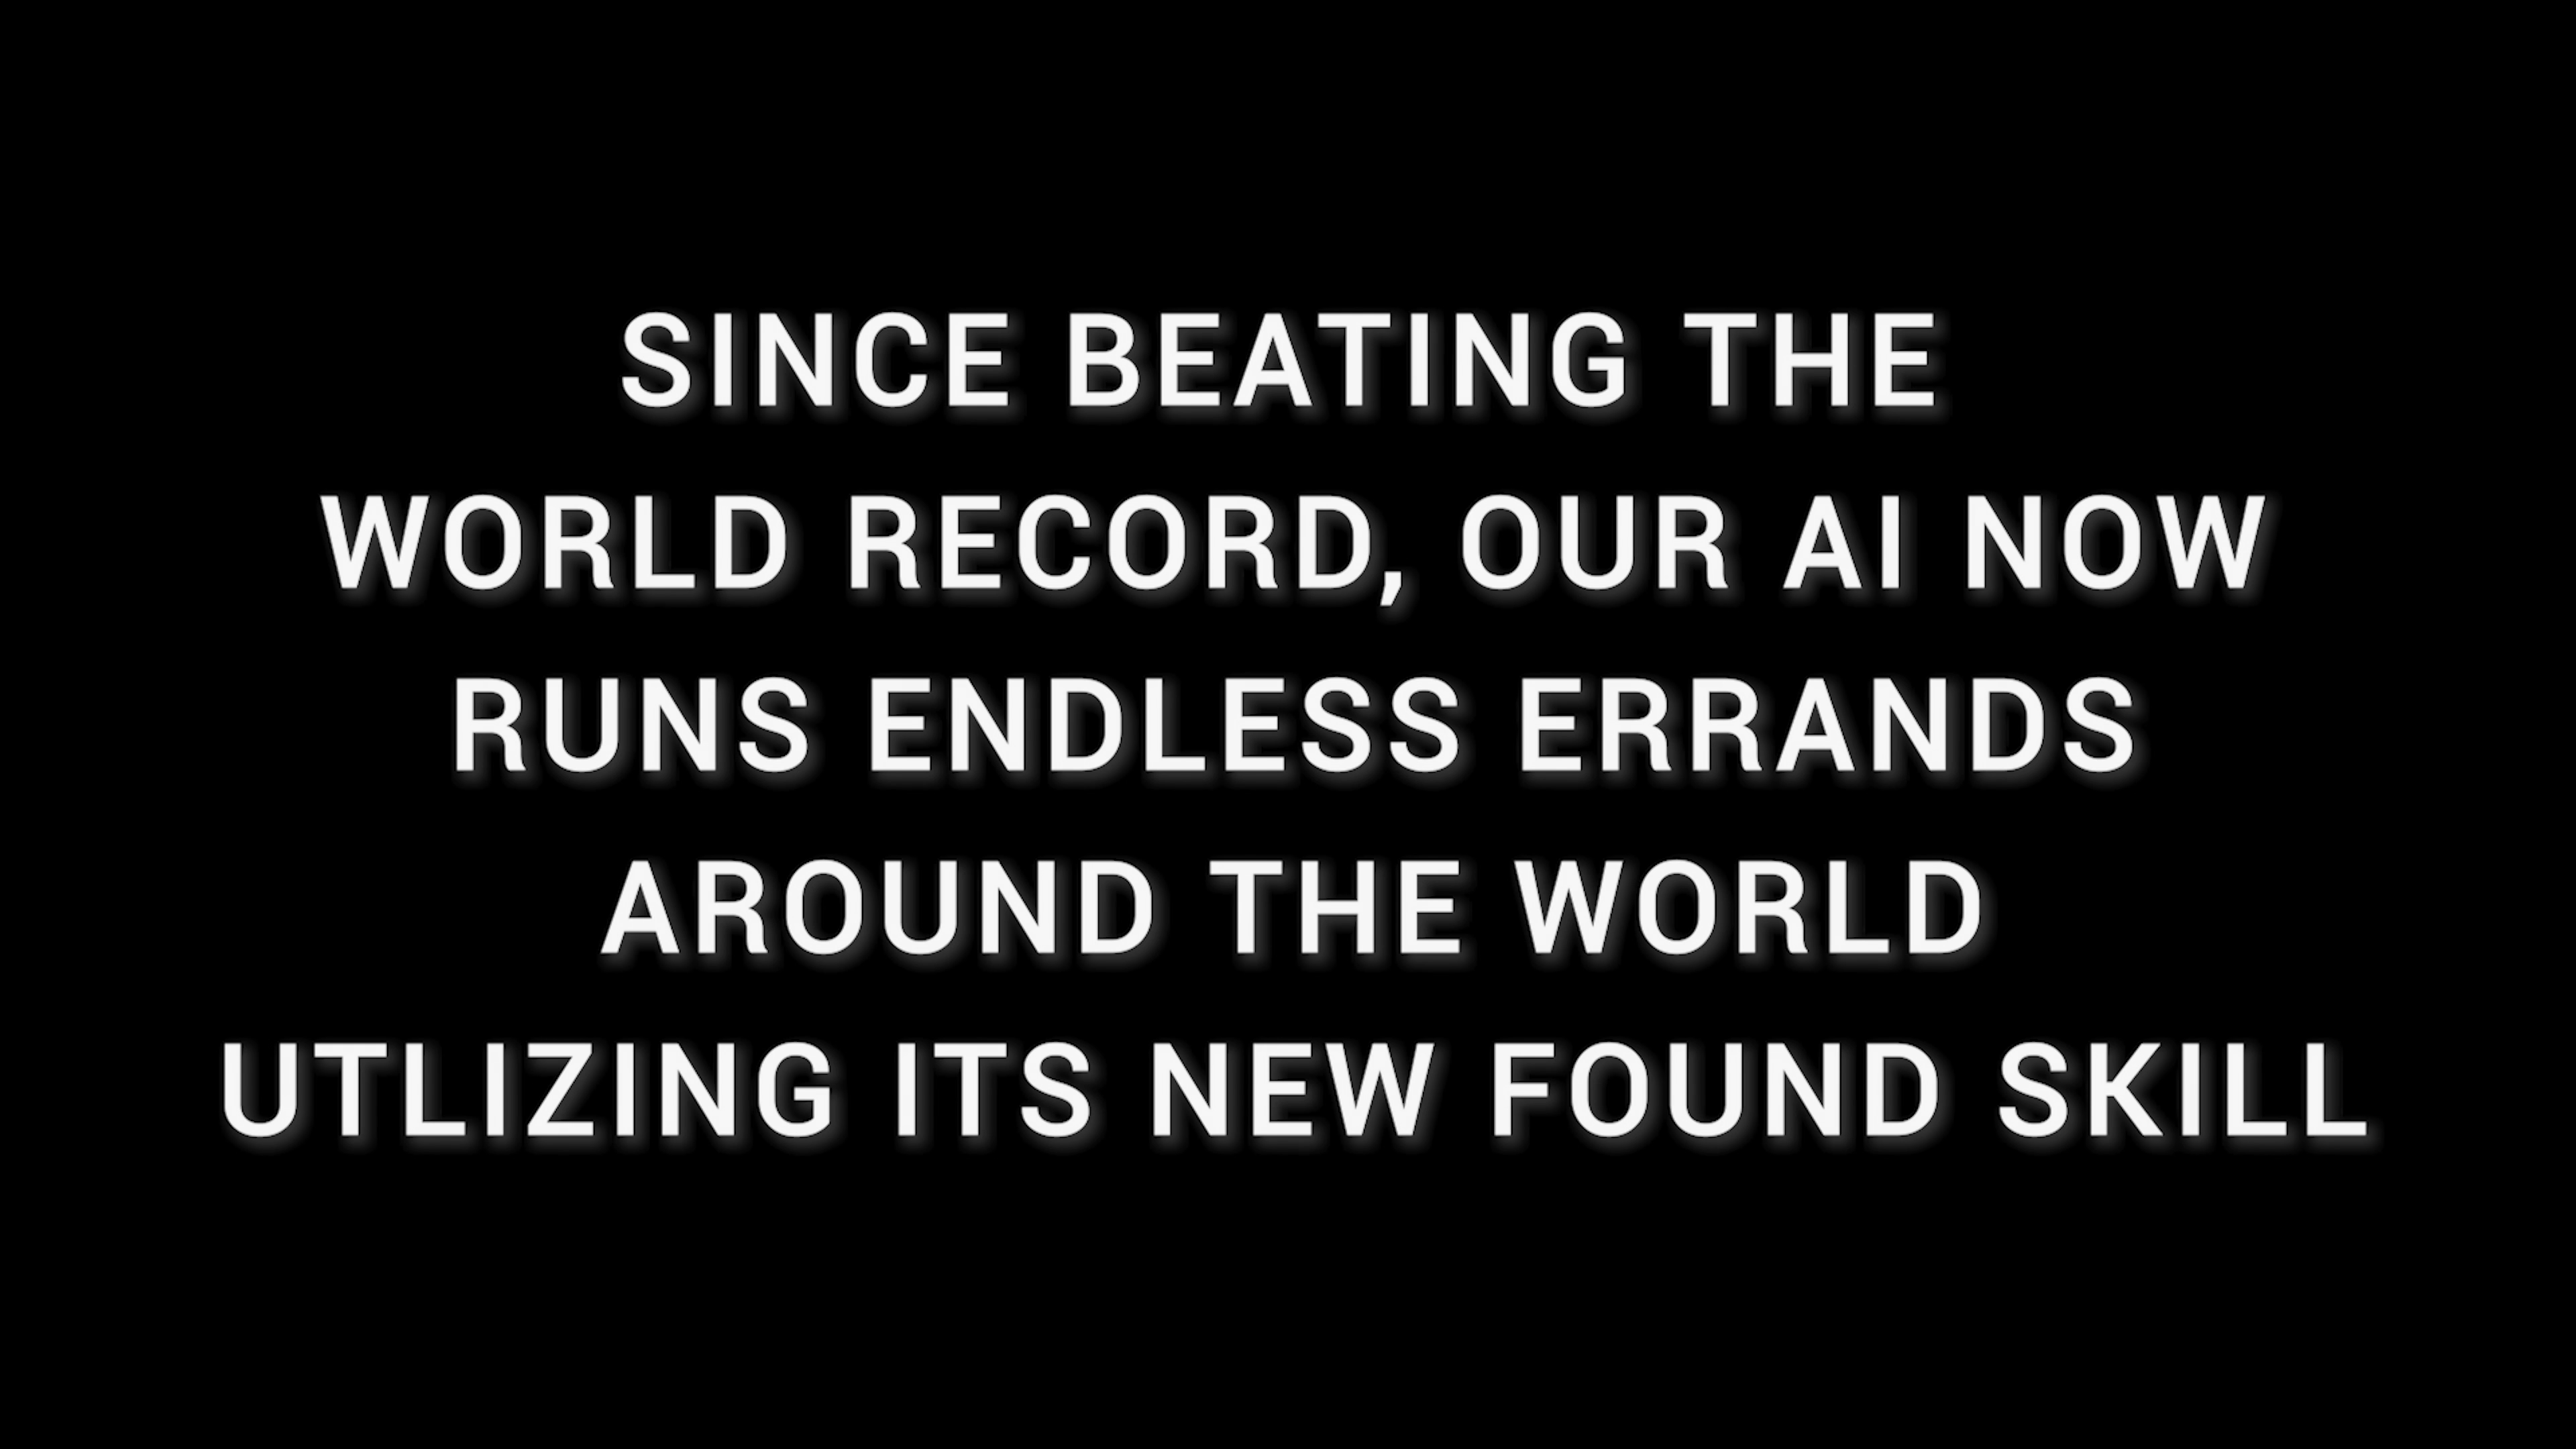 SINCE BEATING THE
WORLD RECORD, OUR AI NOW
RUNS ENDLESS ERRANDS
AROUND THE WORLD
UTLIZING ITS NEW FOUND SKILL